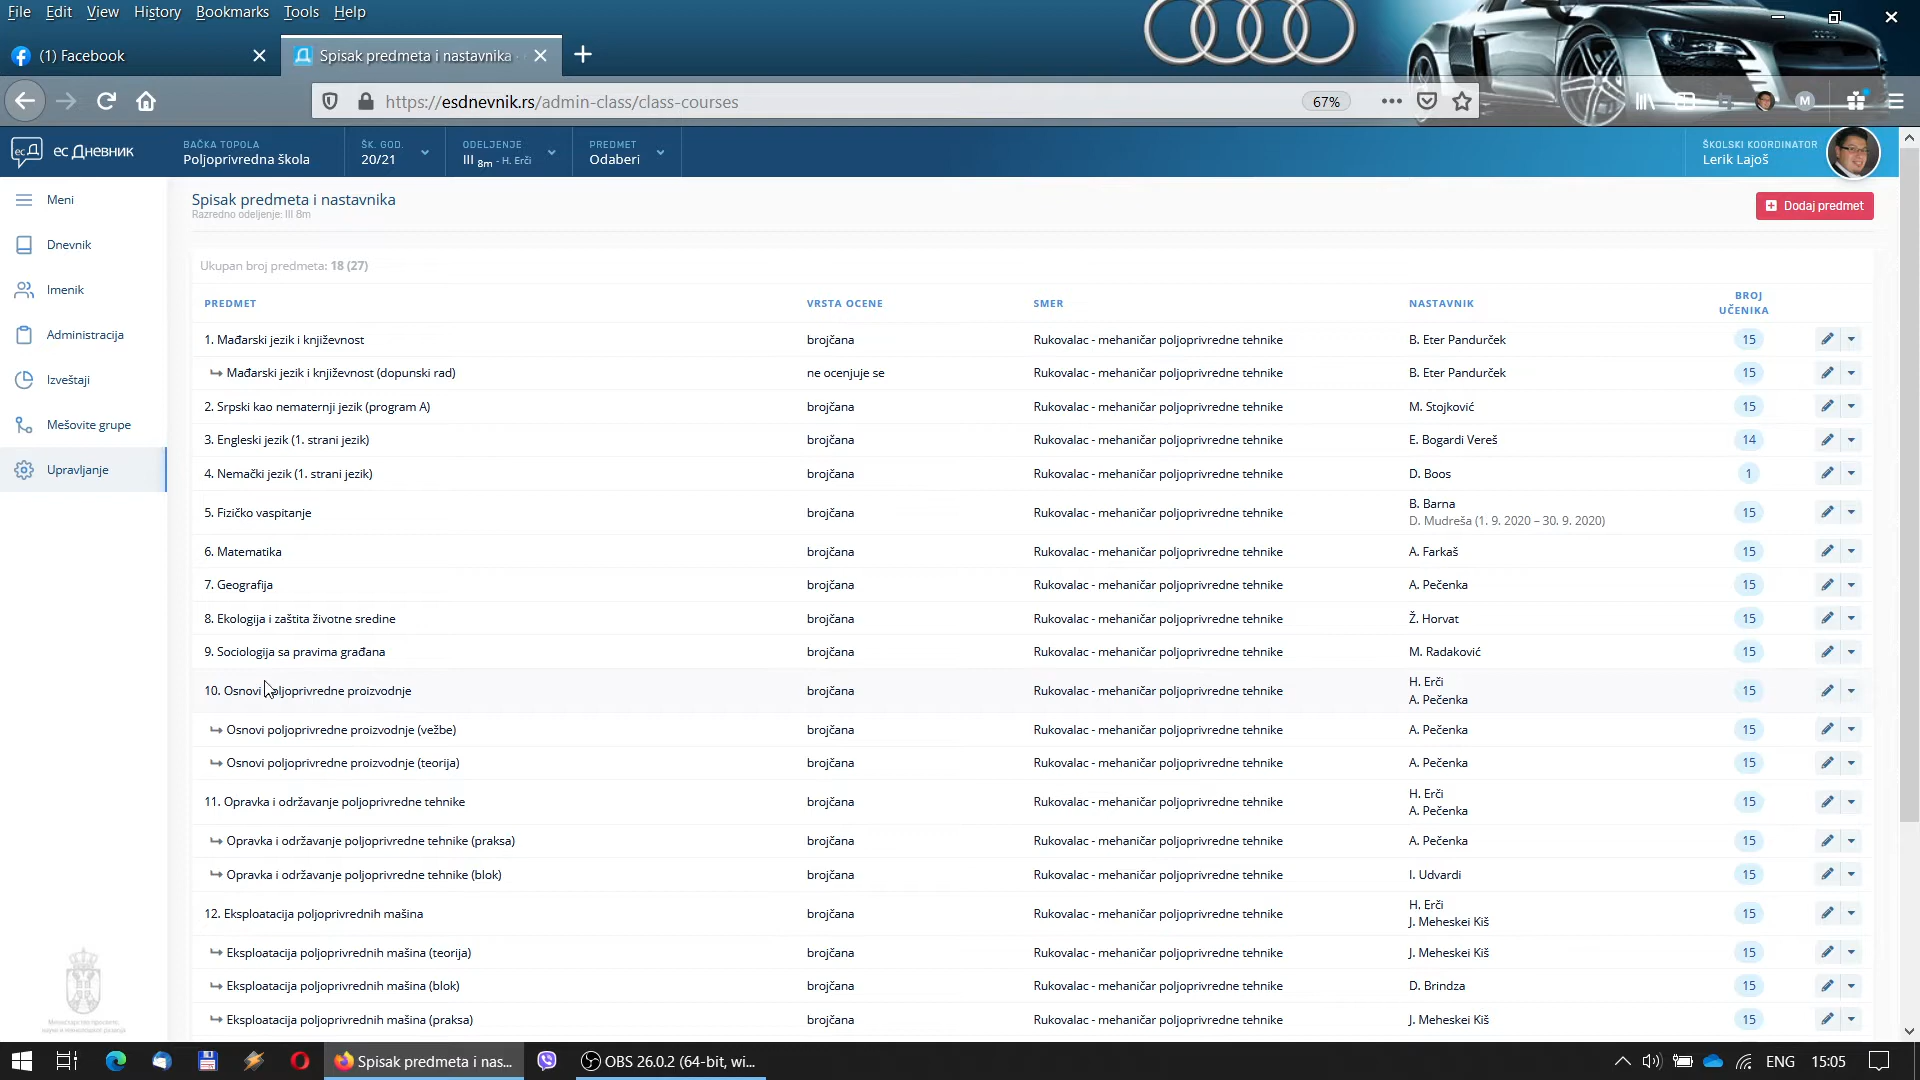 File Edit View History Bookmarks Tools Help
(1) Facebook
Spisak predmeta i nastavnika
https://esdnevnik.rs/admin-class/class-courses
67%
ес Дневник
BAČKA TOPOLA
Poljoprivredna škola
ŠK. GOD.
20/21
ODELJENJE
III 8m - H. Erči
PREDMET
Odaberi
ŠKOLSKI KOORDINATOR
Lerik Lajoš
Meni
Dnevnik
Imenik
Administracija
Izveštaji
Mešovite grupe
Upravljanje
Spisak predmeta i nastavnika
Razredno odeljenje: III 8m
Dodaj predmet
Ukupan broj predmeta: 18 (27)
PREDMET VRSTA OCENE SMER NASTAVNIK BROJ UČENIKA
1. Mađarski jezik i književnost brojčana Rukovalac - mehaničar poljoprivredne tehnike B. Eter Pandurček 15
Mađarski jezik i književnost (dopunski rad) ne ocenjuje se Rukovalac - mehaničar poljoprivredne tehnike B. Eter Pandurček 15
2. Srpski kao nematernji jezik (program A) brojčana Rukovalac - mehaničar poljoprivredne tehnike M. Stojković 15
3. Engleski jezik (1. strani jezik) brojčana Rukovalac - mehaničar poljoprivredne tehnike E. Bogardi Vereš 14
4. Nemački jezik (1. strani jezik) brojčana Rukovalac - mehaničar poljoprivredne tehnike D. Boos 1
5. Fizičko vaspitanje brojčana Rukovalac - mehaničar poljoprivredne tehnike B. Barna 15
D. Mudreša (1. 9. 2020 – 30. 9. 2020)
6. Matematika brojčana Rukovalac - mehaničar poljoprivredne tehnike A. Farkaš 15
7. Geografija brojčana Rukovalac - mehaničar poljoprivredne tehnike A. Pečenka 15
8. Ekologija i zaštita životne sredine brojčana Rukovalac - mehaničar poljoprivredne tehnike Ž. Horvat 15
9. Sociologija sa pravima građana brojčana Rukovalac - mehaničar poljoprivredne tehnike M. Radaković 15
10. Osnovi poljoprivredne proizvodnje brojčana Rukovalac - mehaničar poljoprivredne tehnike H. Erči 15
A. Pečenka
Osnovi poljoprivredne proizvodnje (vežbe) brojčana Rukovalac - mehaničar poljoprivredne tehnike A. Pečenka 15
Osnovi poljoprivredne proizvodnje (teorija) brojčana Rukovalac - mehaničar poljoprivredne tehnike A. Pečenka 15
11. Opravka i održavanje poljoprivredne tehnike brojčana Rukovalac - mehaničar poljoprivredne tehnike H. Erči 15
A. Pečenka
Opravka i održavanje poljoprivredne tehnike (praksa) brojčana Rukovalac - mehaničar poljoprivredne tehnike A. Pečenka 15
Opravka i održavanje poljoprivredne tehnike (blok) brojčana Rukovalac - mehaničar poljoprivredne tehnike I. Udvardi 15
12. Eksploatacija poljoprivrednih mašina brojčana Rukovalac - mehaničar poljoprivredne tehnike H. Erči 15
J. Meheskei Kiš
Eksploatacija poljoprivrednih mašina (teorija) brojčana Rukovalac - mehaničar poljoprivredne tehnike J. Meheskei Kiš 15
Eksploatacija poljoprivrednih mašina (blok) brojčana Rukovalac - mehaničar poljoprivredne tehnike D. Brindza 15
Eksploatacija poljoprivrednih mašina (praksa) brojčana Rukovalac - mehaničar poljoprivredne tehnike J. Meheskei Kiš 15
Spisak predmeta i nas...
OBS 26.0.2 (64-bit, wi...
ENG 15:05